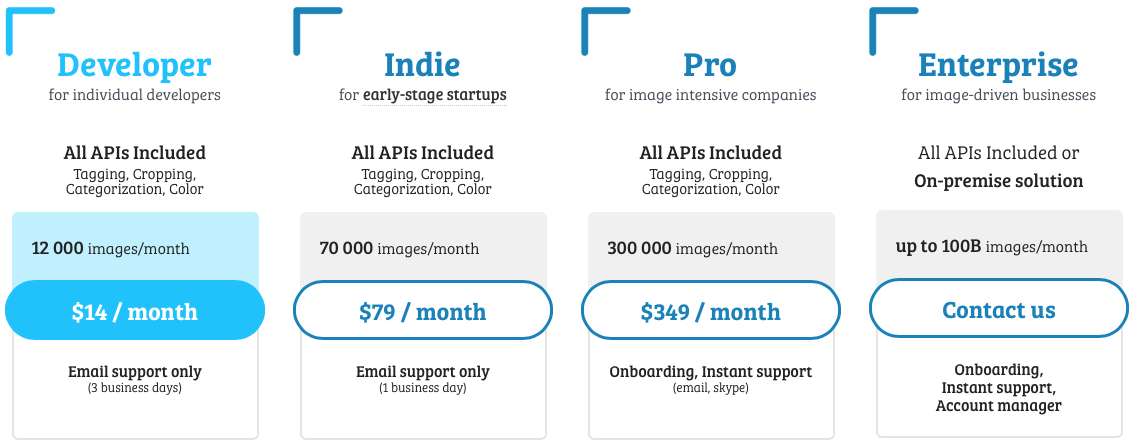 Developer
for individual developers
All APIs Included
Tagging, Cropping,
Categorization, Color
12 000 images/month
$14 / month
Email support only
(3 business days)
Indie
for early-stage startups
All APIs Included
Tagging, Cropping,
Categorization, Color
70 000 images/month
$79 / month
Email support only
(1 business day)
Pro
for image intensive companies
All APIs Included
Tagging, Cropping,
Categorization, Color
300 000 images/month
$349 / month
Onboarding, Instant support
(email, skype)
Enterprise
for image-driven businesses
All APIs Included or
On-premise solution
up to 100B images/month
Contact us
Onboarding,
Instant support,
Account manager